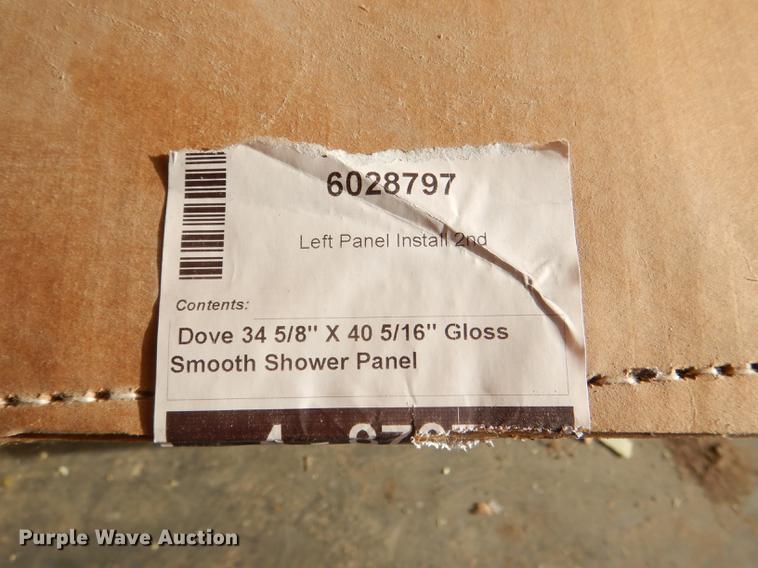 6028797
Left Panel Install 2nd
Contents:
Dove 34 5/8" X 40 5/16" Gloss
Smooth Shower Panel
Purple Wave Auction